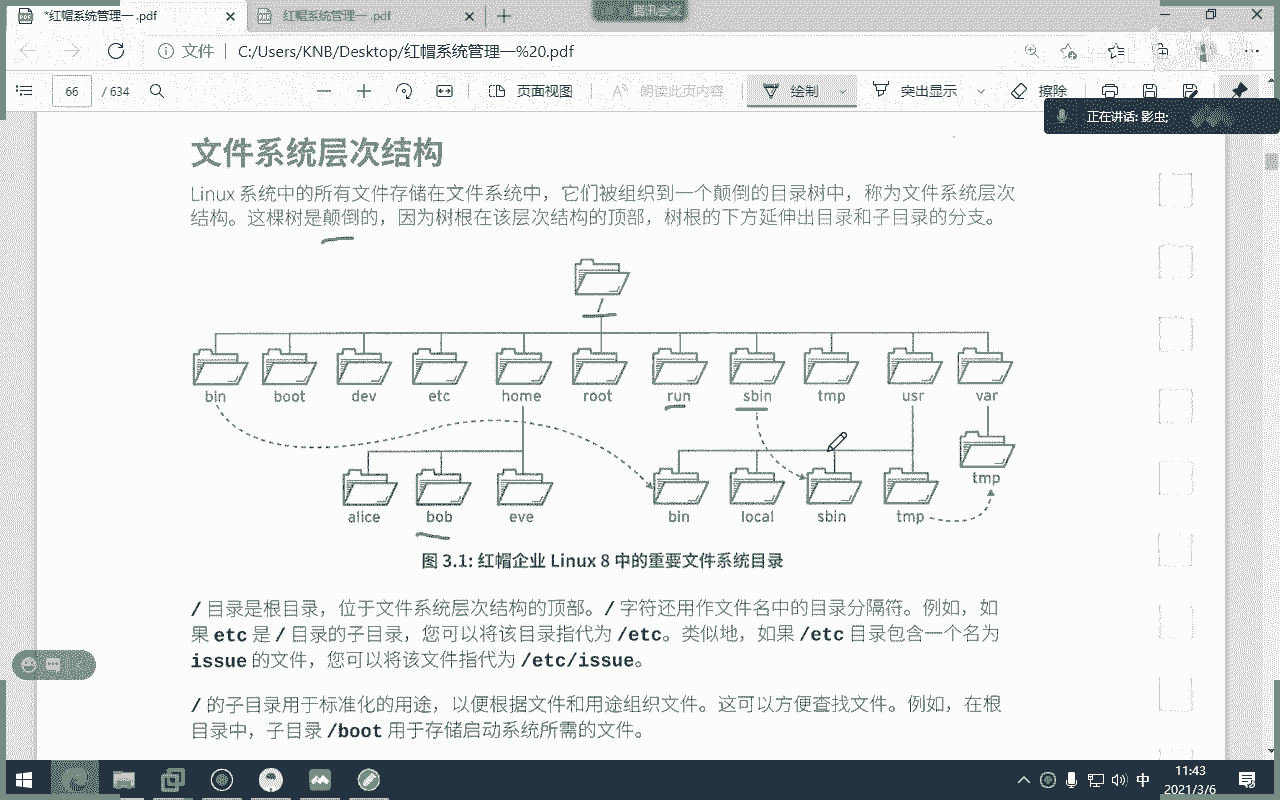 *红帽系统管理一 .pdf
红帽系统管理一 .pdf
腾讯会议
文件
C:/Users/KNB/Desktop/红帽系统管理一%20.pdf
66 / 634
页面视图
朗读此页内容
绘制
突出显示
擦除
正在讲话: 影虫;
文件系统层次结构
Linux 系统中的所有文件存储在文件系统中，它们被组织到一个颠倒的目录树中，称为文件系统层次
结构。这棵树是颠倒的，因为树根在该层次结构的顶部，树根的下方延伸出目录和子目录的分支。
/
bin boot dev etc home root run sbin tmp usr var
tmp
alice bob eve bin local sbin tmp
图 3.1: 红帽企业 Linux 8 中的重要文件系统目录
/ 目录是根目录，位于文件系统层次结构的顶部。/ 字符还用作文件名中的目录分隔符。例如，如
果 etc 是 / 目录的子目录，您可以将该目录指代为 /etc。类似地，如果 /etc 目录包含一个名为
issue 的文件，您可以将该文件指代为 /etc/issue。
/ 的子目录用于标准化的用途，以便根据文件和用途组织文件。这可以方便查找文件。例如，在根
目录中，子目录 /boot 用于存储启动系统所需的文件。
中
11:43
2021/3/6